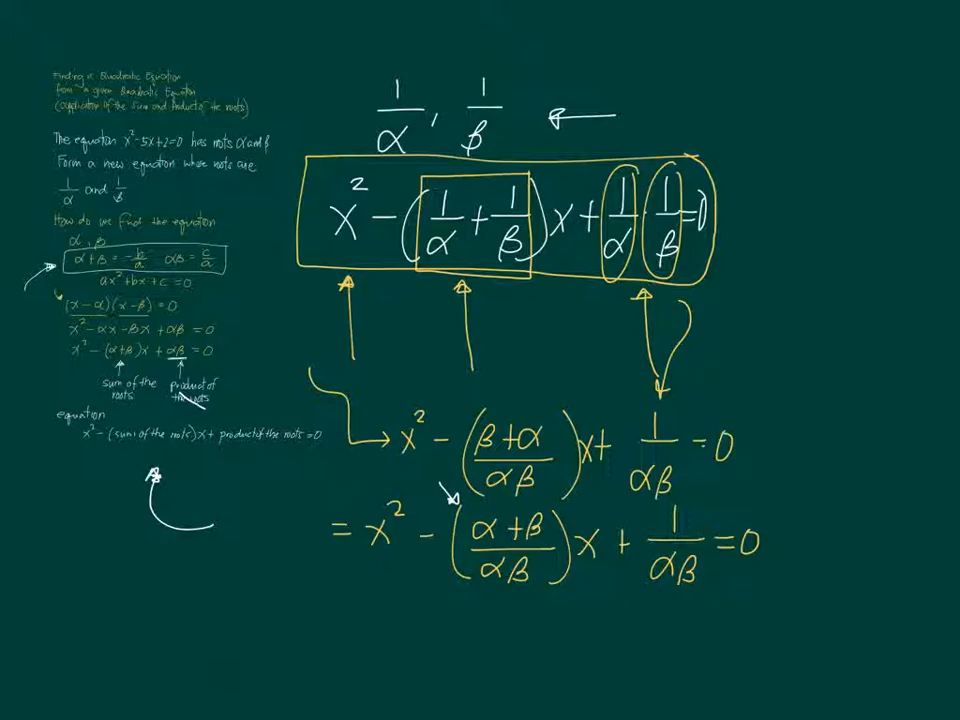 Finding a Quadratic Equation
from a given Quadratic Equation
(application of the Sum and Product of the roots)
The equation x²-5x+2=0 has roots α and β
Form a new equation whose roots are
1/α and 1/β
How do we find the equation
α, β
α+β = -b/a αβ = c/a
ax²+bx+c=0
(x-α)(x-β)=0
x²-αx-βx+αβ=0
x²-(α+β)x+αβ=0
sum of the roots product of the roots
equation
x²-(sum of the roots)x+product of the roots=0
1/α, 1/β
x²-(1/α+1/β)x+1/α·1/β=0
x²-((β+α)/αβ)x+1/αβ=0
=x²-((α+β)/αβ)x+1/αβ=0